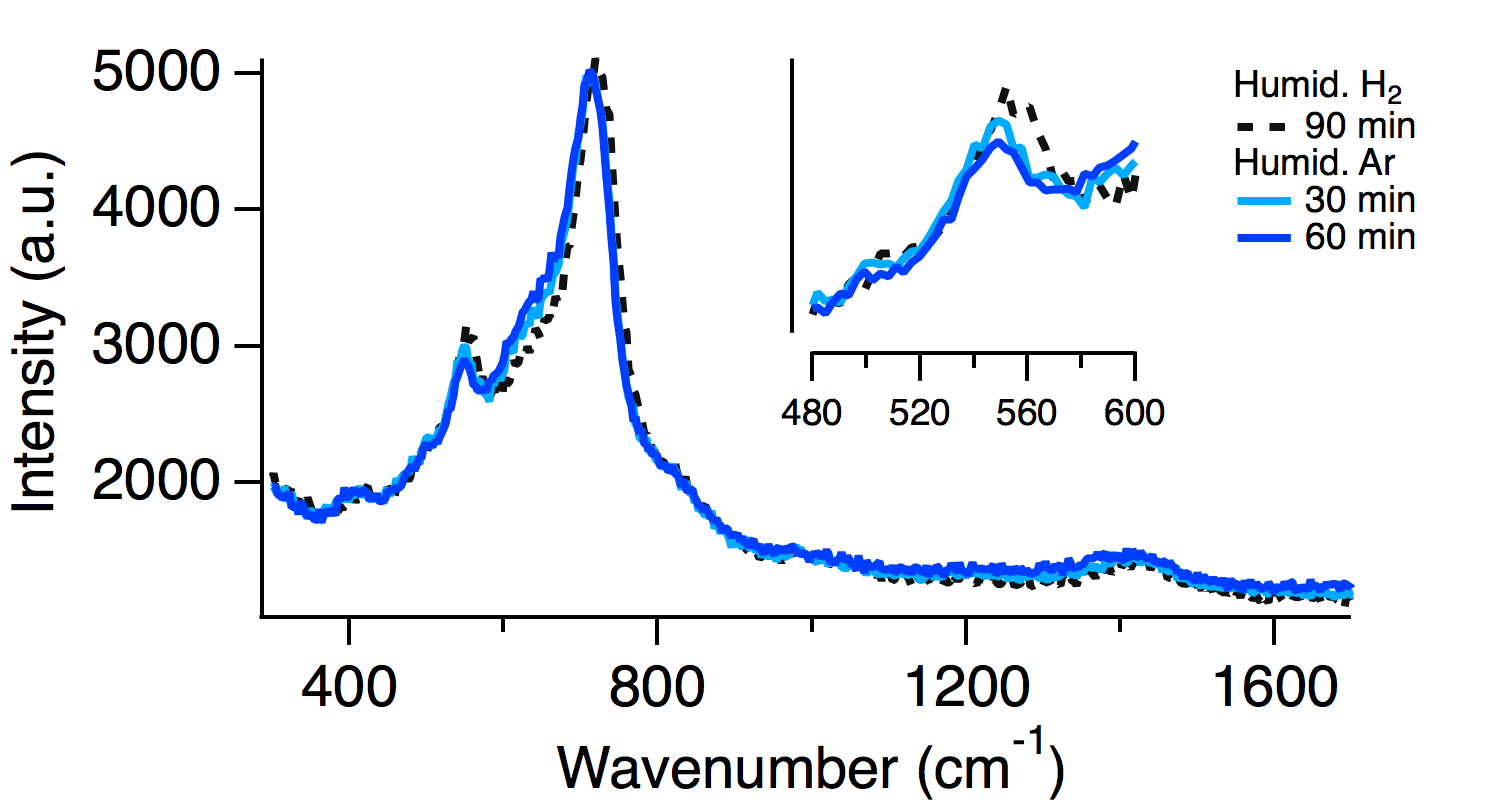 Intensity (a.u.)
5000
4000
3000
2000
400 800 1200 1600
Wavenumber (cm⁻¹)
480 520 560 600
Humid. H₂
90 min
Humid. Ar
30 min
60 min